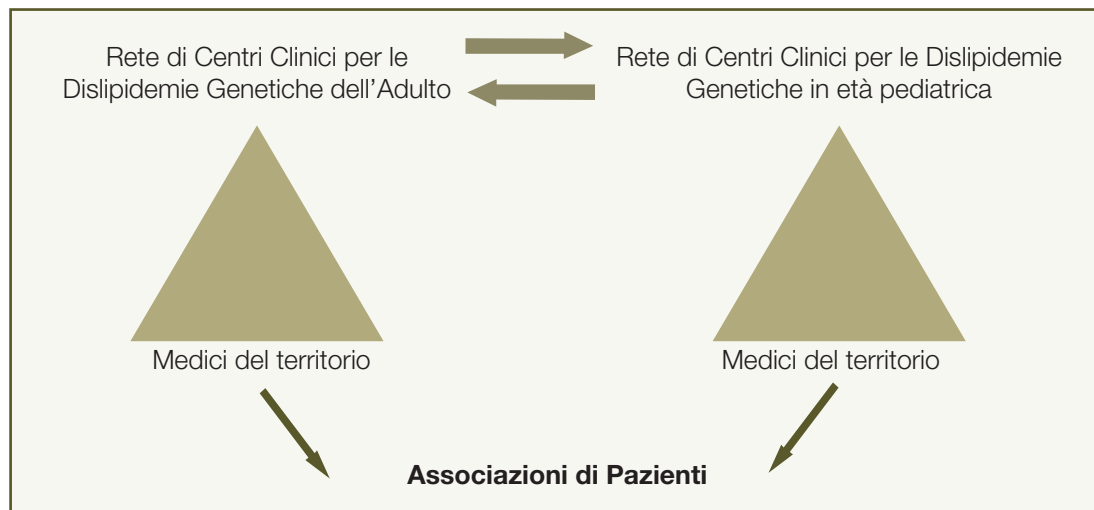 Rete di Centri Clinici per le
Dislipidemie Genetiche dell'Adulto
Rete di Centri Clinici per le Dislipidemie
Genetiche in età pediatrica
Medici del territorio
Medici del territorio
Associazioni di Pazienti